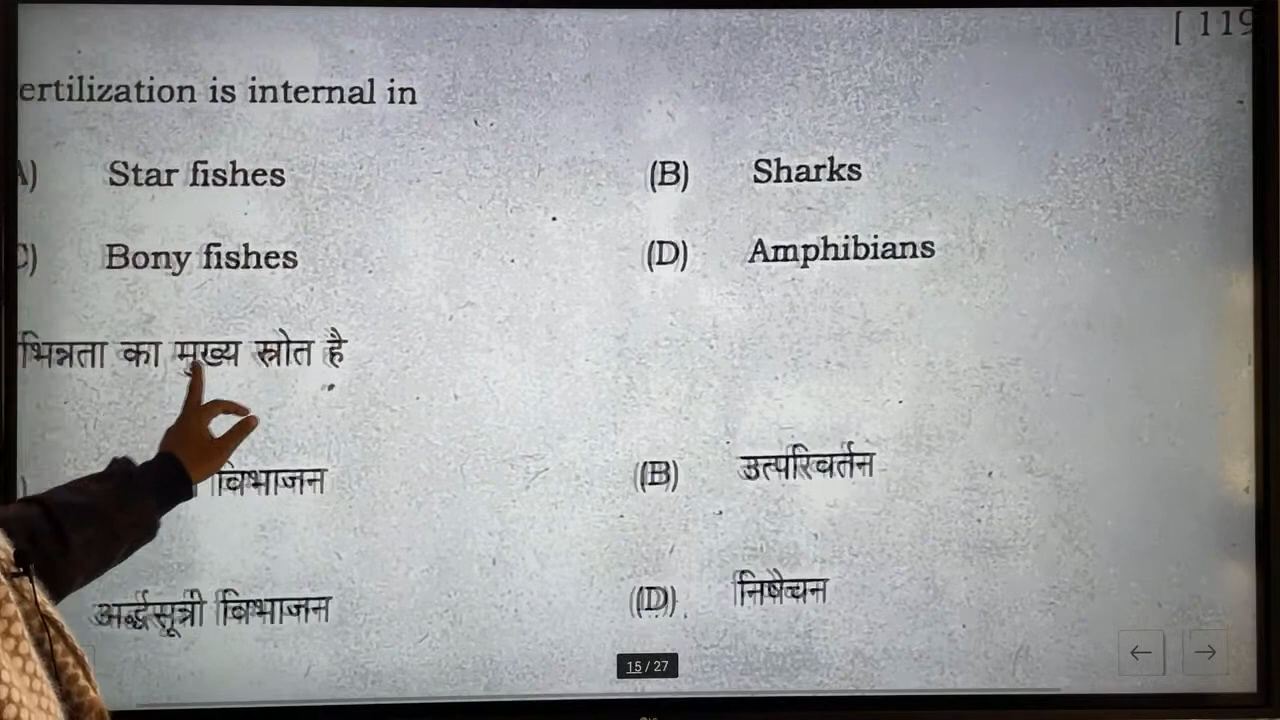 [ 119
ertilization is internal in
A) Star fishes (B) Sharks
C) Bony fishes (D) Amphibians
भिन्नता का मुख्य स्रोत है
विभाजन (B) उत्परिवर्तन
अर्द्धसूत्री विभाजन (D) निषेचन
15 / 27